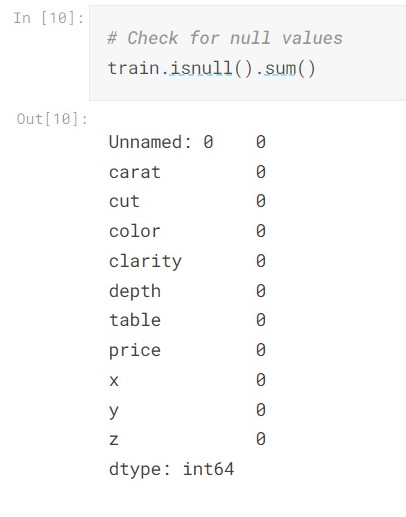 In [10]:
# Check for null values
train.isnull().sum()
Out[10]:
Unnamed: 0    0
carat         0
cut           0
color         0
clarity       0
depth         0
table         0
price         0
x             0
y             0
z             0
dtype: int64